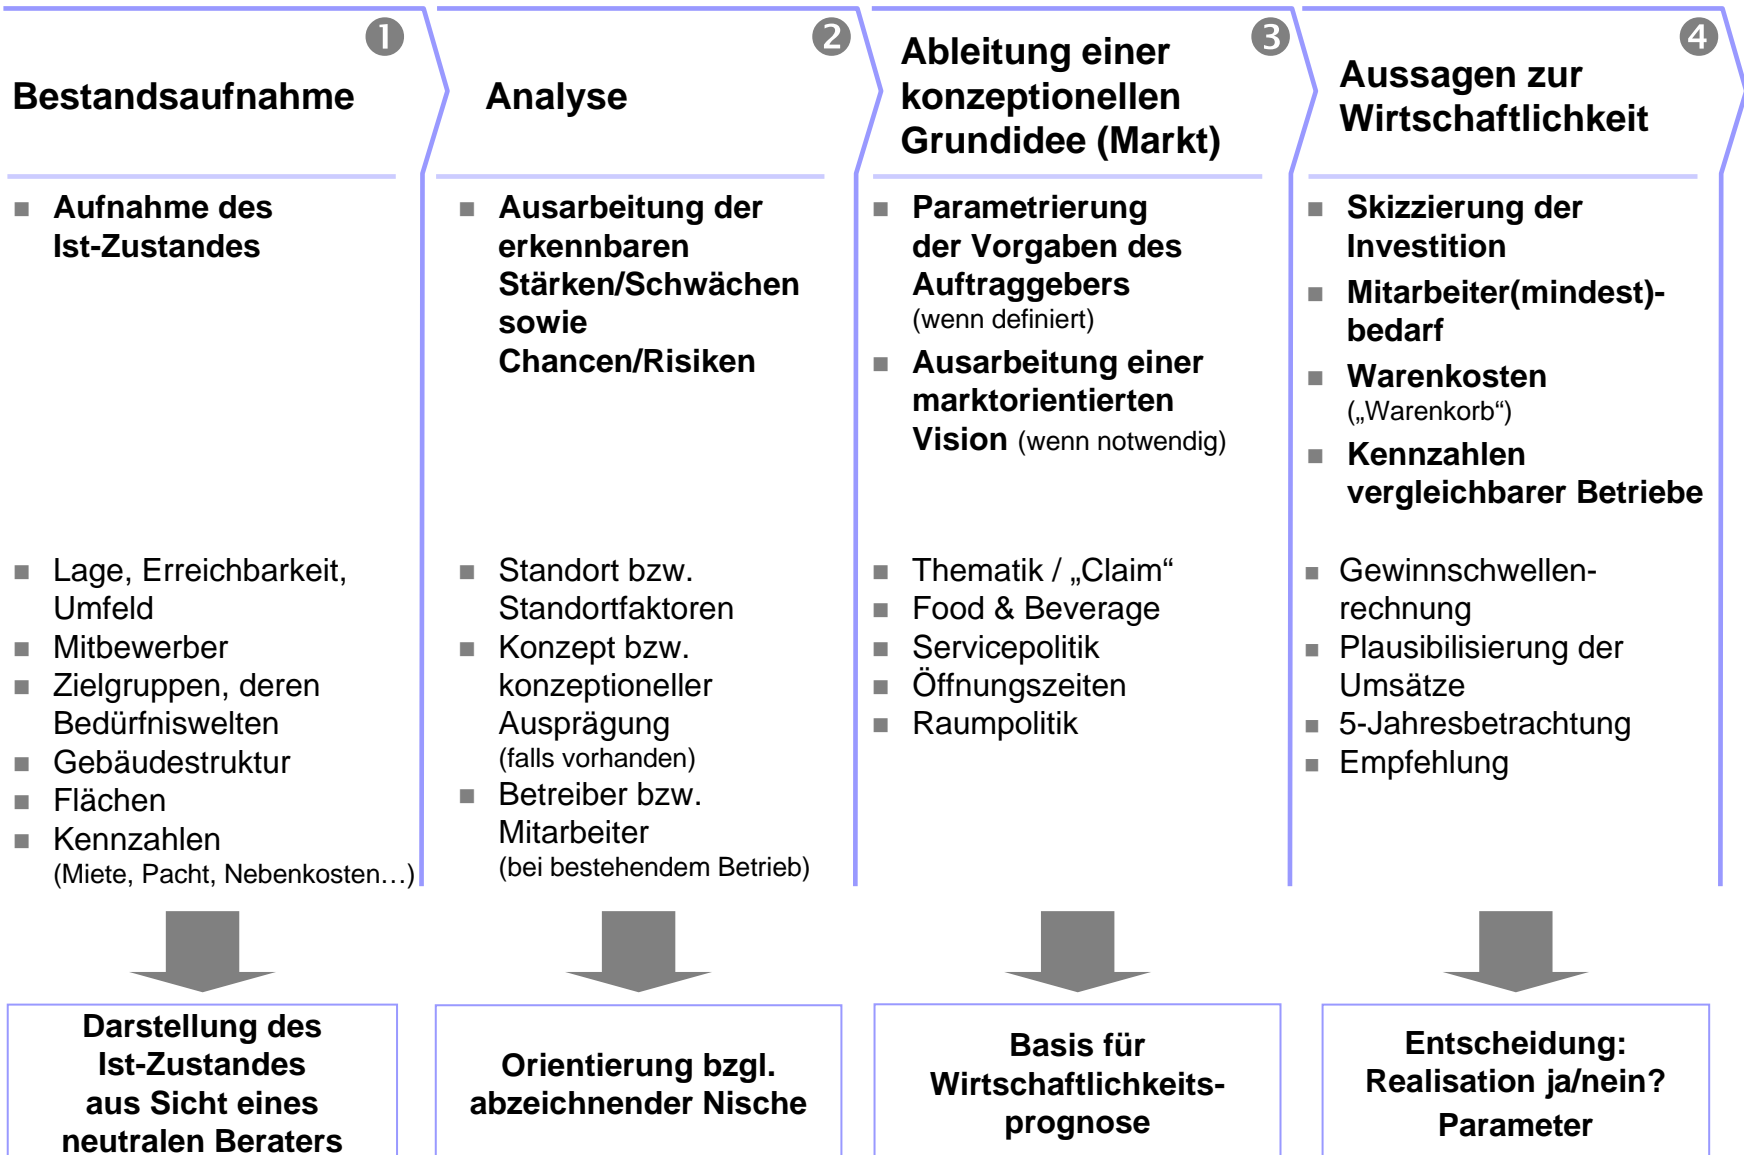 ❶
Bestandsaufnahme
■ Aufnahme des
Ist-Zustandes
■ Lage, Erreichbarkeit,
Umfeld
■ Mitbewerber
■ Zielgruppen, deren
Bedürfniswelten
■ Gebäudestruktur
■ Flächen
■ Kennzahlen
(Miete, Pacht, Nebenkosten…)
Darstellung des
Ist-Zustandes
aus Sicht eines
neutralen Beraters
❷
Analyse
■ Ausarbeitung der
erkennbaren
Stärken/Schwächen
sowie
Chancen/Risiken
■ Standort bzw.
Standortfaktoren
■ Konzept bzw.
konzeptioneller
Ausprägung
(falls vorhanden)
■ Betreiber bzw.
Mitarbeiter
(bei bestehendem Betrieb)
Orientierung bzgl.
abzeichnender Nische
❸
Ableitung einer
konzeptionellen
Grundidee (Markt)
■ Parametrierung
der Vorgaben des
Auftraggebers
(wenn definiert)
■ Ausarbeitung einer
marktorientierten
Vision (wenn notwendig)
■ Thematik / „Claim“
■ Food & Beverage
■ Servicepolitik
■ Öffnungszeiten
■ Raumpolitik
Basis für
Wirtschaftlichkeits-
prognose
❹
Aussagen zur
Wirtschaftlichkeit
■ Skizzierung der
Investition
■ Mitarbeiter(mindest)-
bedarf
■ Warenkosten
(„Warenkorb“)
■ Kennzahlen
vergleichbarer Betriebe
■ Gewinnschwellen-
rechnung
■ Plausibilisierung der
Umsätze
■ 5-Jahresbetrachtung
■ Empfehlung
Entscheidung:
Realisation ja/nein?
Parameter